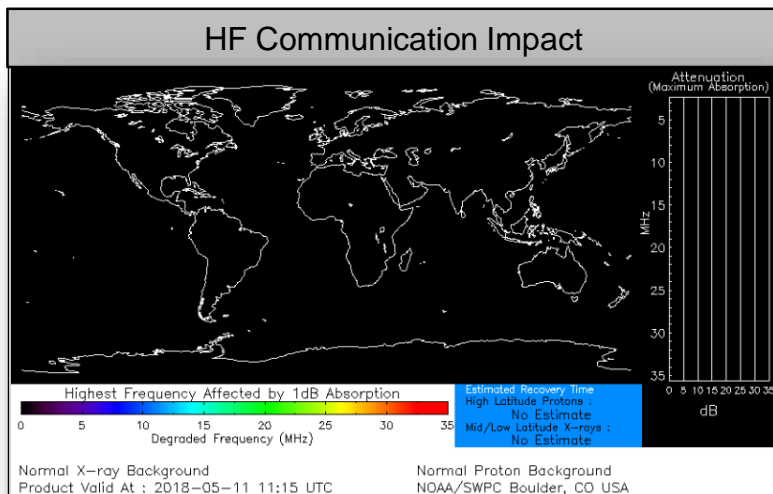 HF Communication Impact
Attenuation
(Maximum Absorption)
5
10
15
20
25
30
35
MHz
0 5 10 15 20 25 30 35
dB
Highest Frequency Affected by 1dB Absorption
0 5 10 15 20 25 30 35
Degraded Frequency (MHz)
Estimated Recovery Time
High Latitude Protons :
No Estimate
Mid/Low Latitude X-rays :
No Estimate
Normal X-ray Background
Normal Proton Background
Product Valid At : 2018-05-11 11:15 UTC
NOAA/SWPC Boulder, CO USA